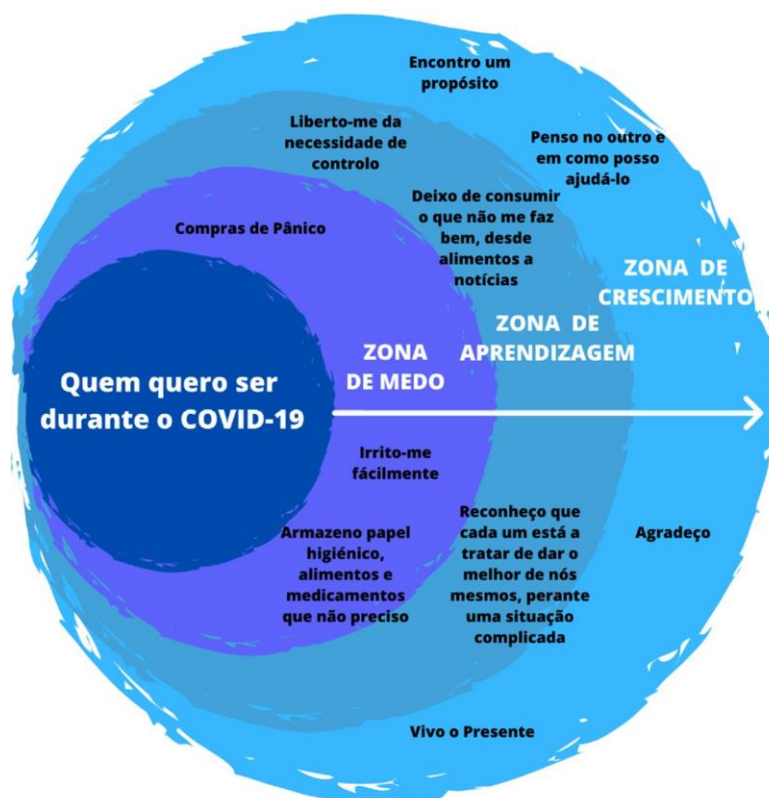 Encontro um
propósito
Liberto-me da
necessidade de
controlo
Penso no outro e
em como posso
ajudá-lo
Deixo de consumir
o que não me faz
bem, desde
alimentos a
notícias
Compras de Pânico
ZONA DE
CRESCIMENTO
ZONA DE
APRENDIZAGEM
ZONA
DE MEDO
Quem quero ser
durante o COVID-19
Irrito-me
fácilmente
Armazeno papel
higiénico,
alimentos e
medicamentos
que não preciso
Reconheço que
cada um está a
tratar de dar o
melhor de nós
mesmos, perante
uma situação
complicada
Agradeço
Vivo o Presente